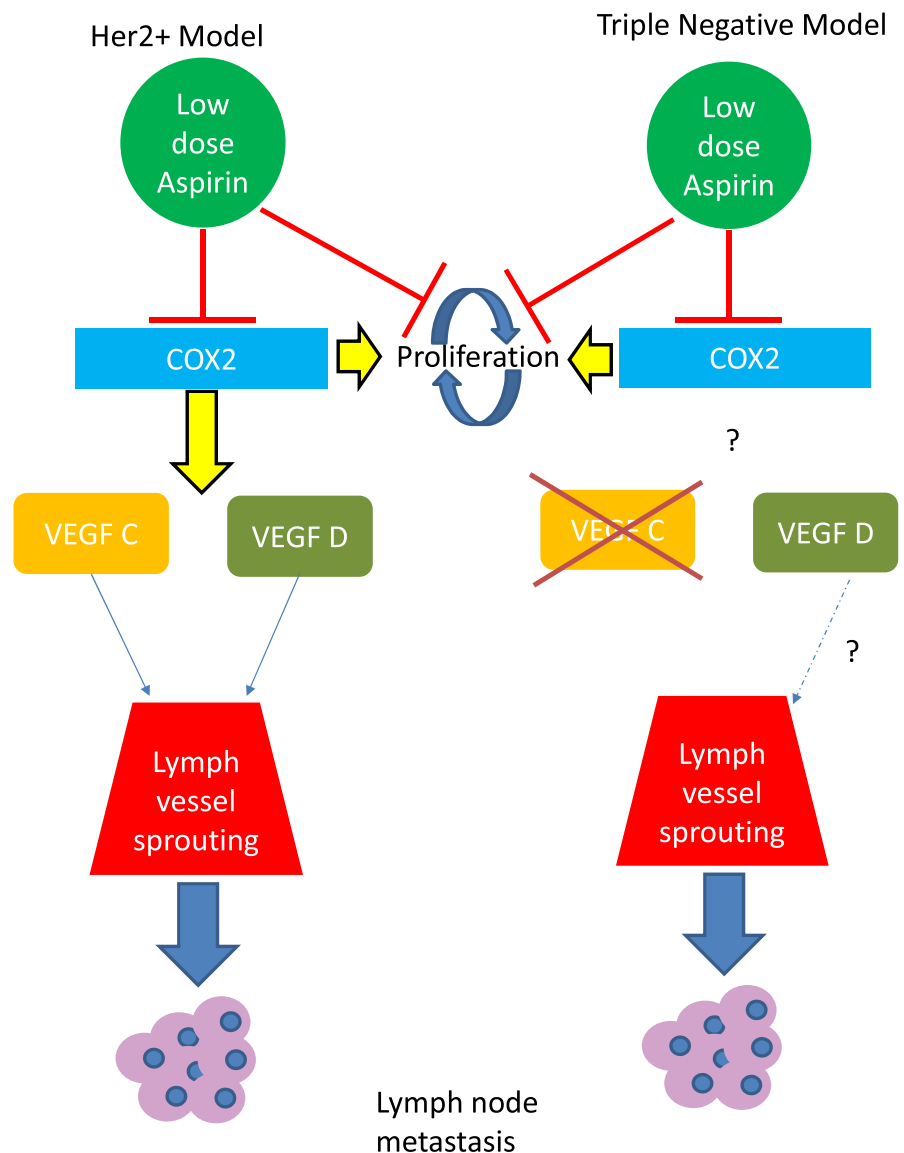 Her2+ Model
Triple Negative Model
Low
dose
Aspirin
Low
dose
Aspirin
COX2
Proliferation
COX2
?
VEGF C
VEGF D
VEGF C
VEGF D
?
Lymph
vessel
sprouting
Lymph
vessel
sprouting
Lymph node
metastasis